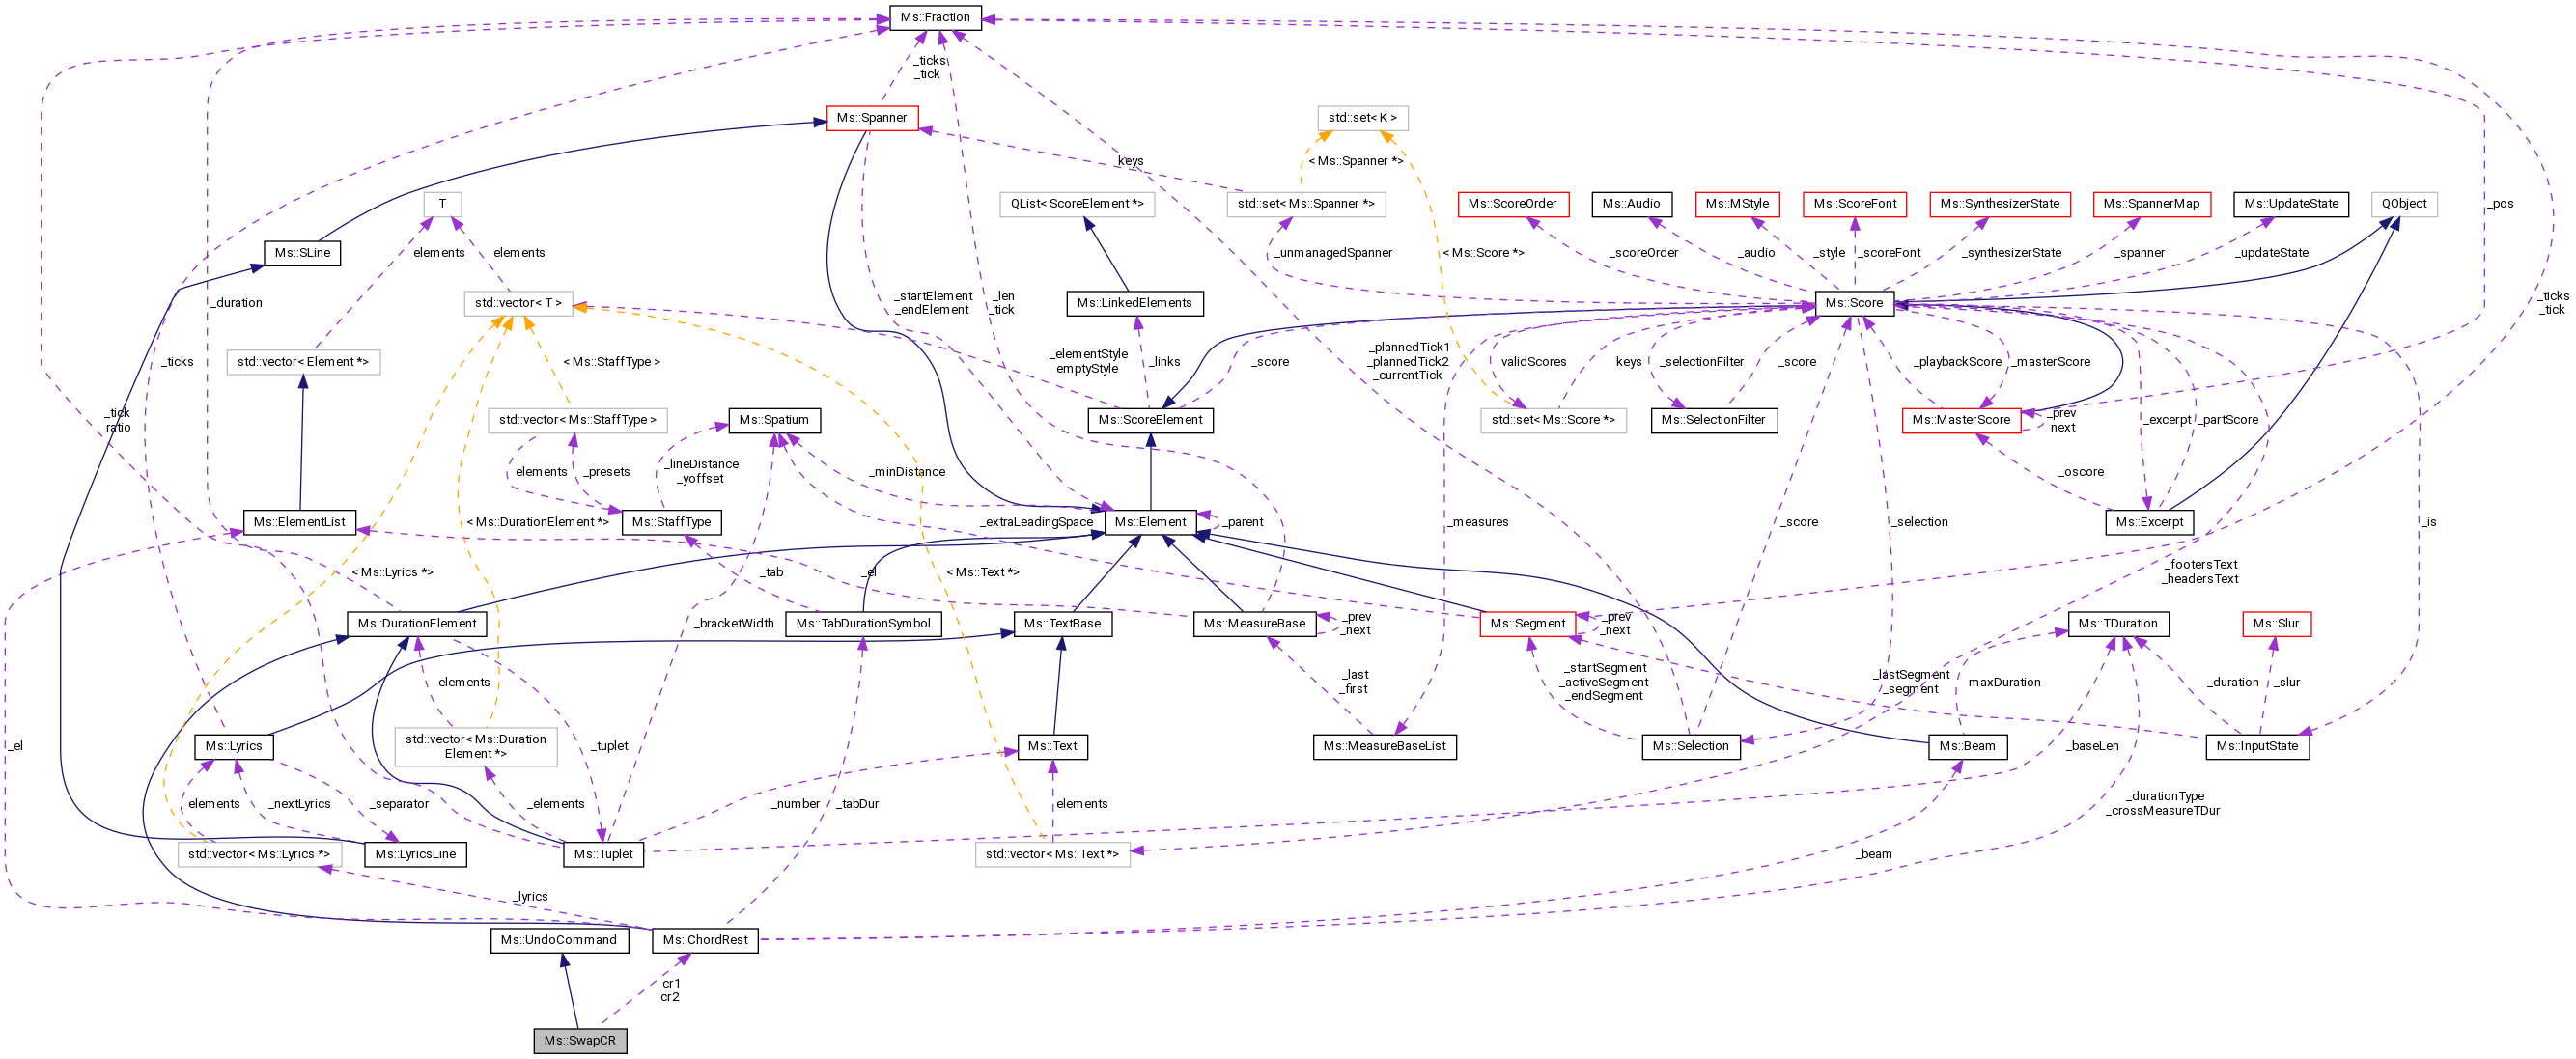 Ms::Fraction
_ticks
_tick
Ms::Spanner
std::set< K >
keys
< Ms::Spanner *>
T
QList< ScoreElement *>
std::set< Ms::Spanner *>
Ms::ScoreOrder
Ms::Audio
Ms::MStyle
Ms::ScoreFont
Ms::SynthesizerState
Ms::SpannerMap
Ms::UpdateState
QObject
_pos
Ms::SLine
elements
elements
_unmanagedSpanner
< Ms::Score *>
_scoreOrder
_audio
_style
_scoreFont
_synthesizerState
_spanner
_updateState
_duration
std::vector< T >
_startElement
_endElement
_len
_tick
Ms::LinkedElements
Ms::Score
_ticks
_tick
_ticks
std::vector< Element *>
< Ms::StaffType >
_elementStyle
emptyStyle
_links
_score
_plannedTick1
_plannedTick2
_currentTick
validScores
keys
_selectionFilter
_score
_playbackScore
_masterScore
_tick
_ratio
std::vector< Ms::StaffType >
Ms::Spatium
Ms::ScoreElement
std::set< Ms::Score *>
Ms::SelectionFilter
Ms::MasterScore
_prev
_next
_excerpt
_partScore
elements
_presets
_lineDistance
_yoffset
_minDistance
_oscore
Ms::ElementList
< Ms::DurationElement *>
Ms::StaffType
_extraLeadingSpace
Ms::Element
_parent
_measures
_score
_selection
Ms::Excerpt
_is
< Ms::Lyrics *>
_tab
_el
< Ms::Text *>
_footersText
_headersText
Ms::DurationElement
_bracketWidth
Ms::TabDurationSymbol
Ms::TextBase
Ms::MeasureBase
_prev
_next
Ms::Segment
_prev
_next
Ms::TDuration
Ms::Slur
elements
_last
_first
_startSegment
_activeSegment
_endSegment
_lastSegment
_segment
maxDuration
_duration
_slur
_el
Ms::Lyrics
std::vector< Ms::Duration
Element *>
_tuplet
Ms::Text
Ms::MeasureBaseList
Ms::Selection
Ms::Beam
_baseLen
Ms::InputState
elements
_nextLyrics
_separator
_elements
_number
_tabDur
elements
_durationType
_crossMeasureTDur
std::vector< Ms::Lyrics *>
Ms::LyricsLine
Ms::Tuplet
std::vector< Ms::Text *>
_beam
_lyrics
Ms::UndoCommand
Ms::ChordRest
cr1
cr2
Ms::SwapCR